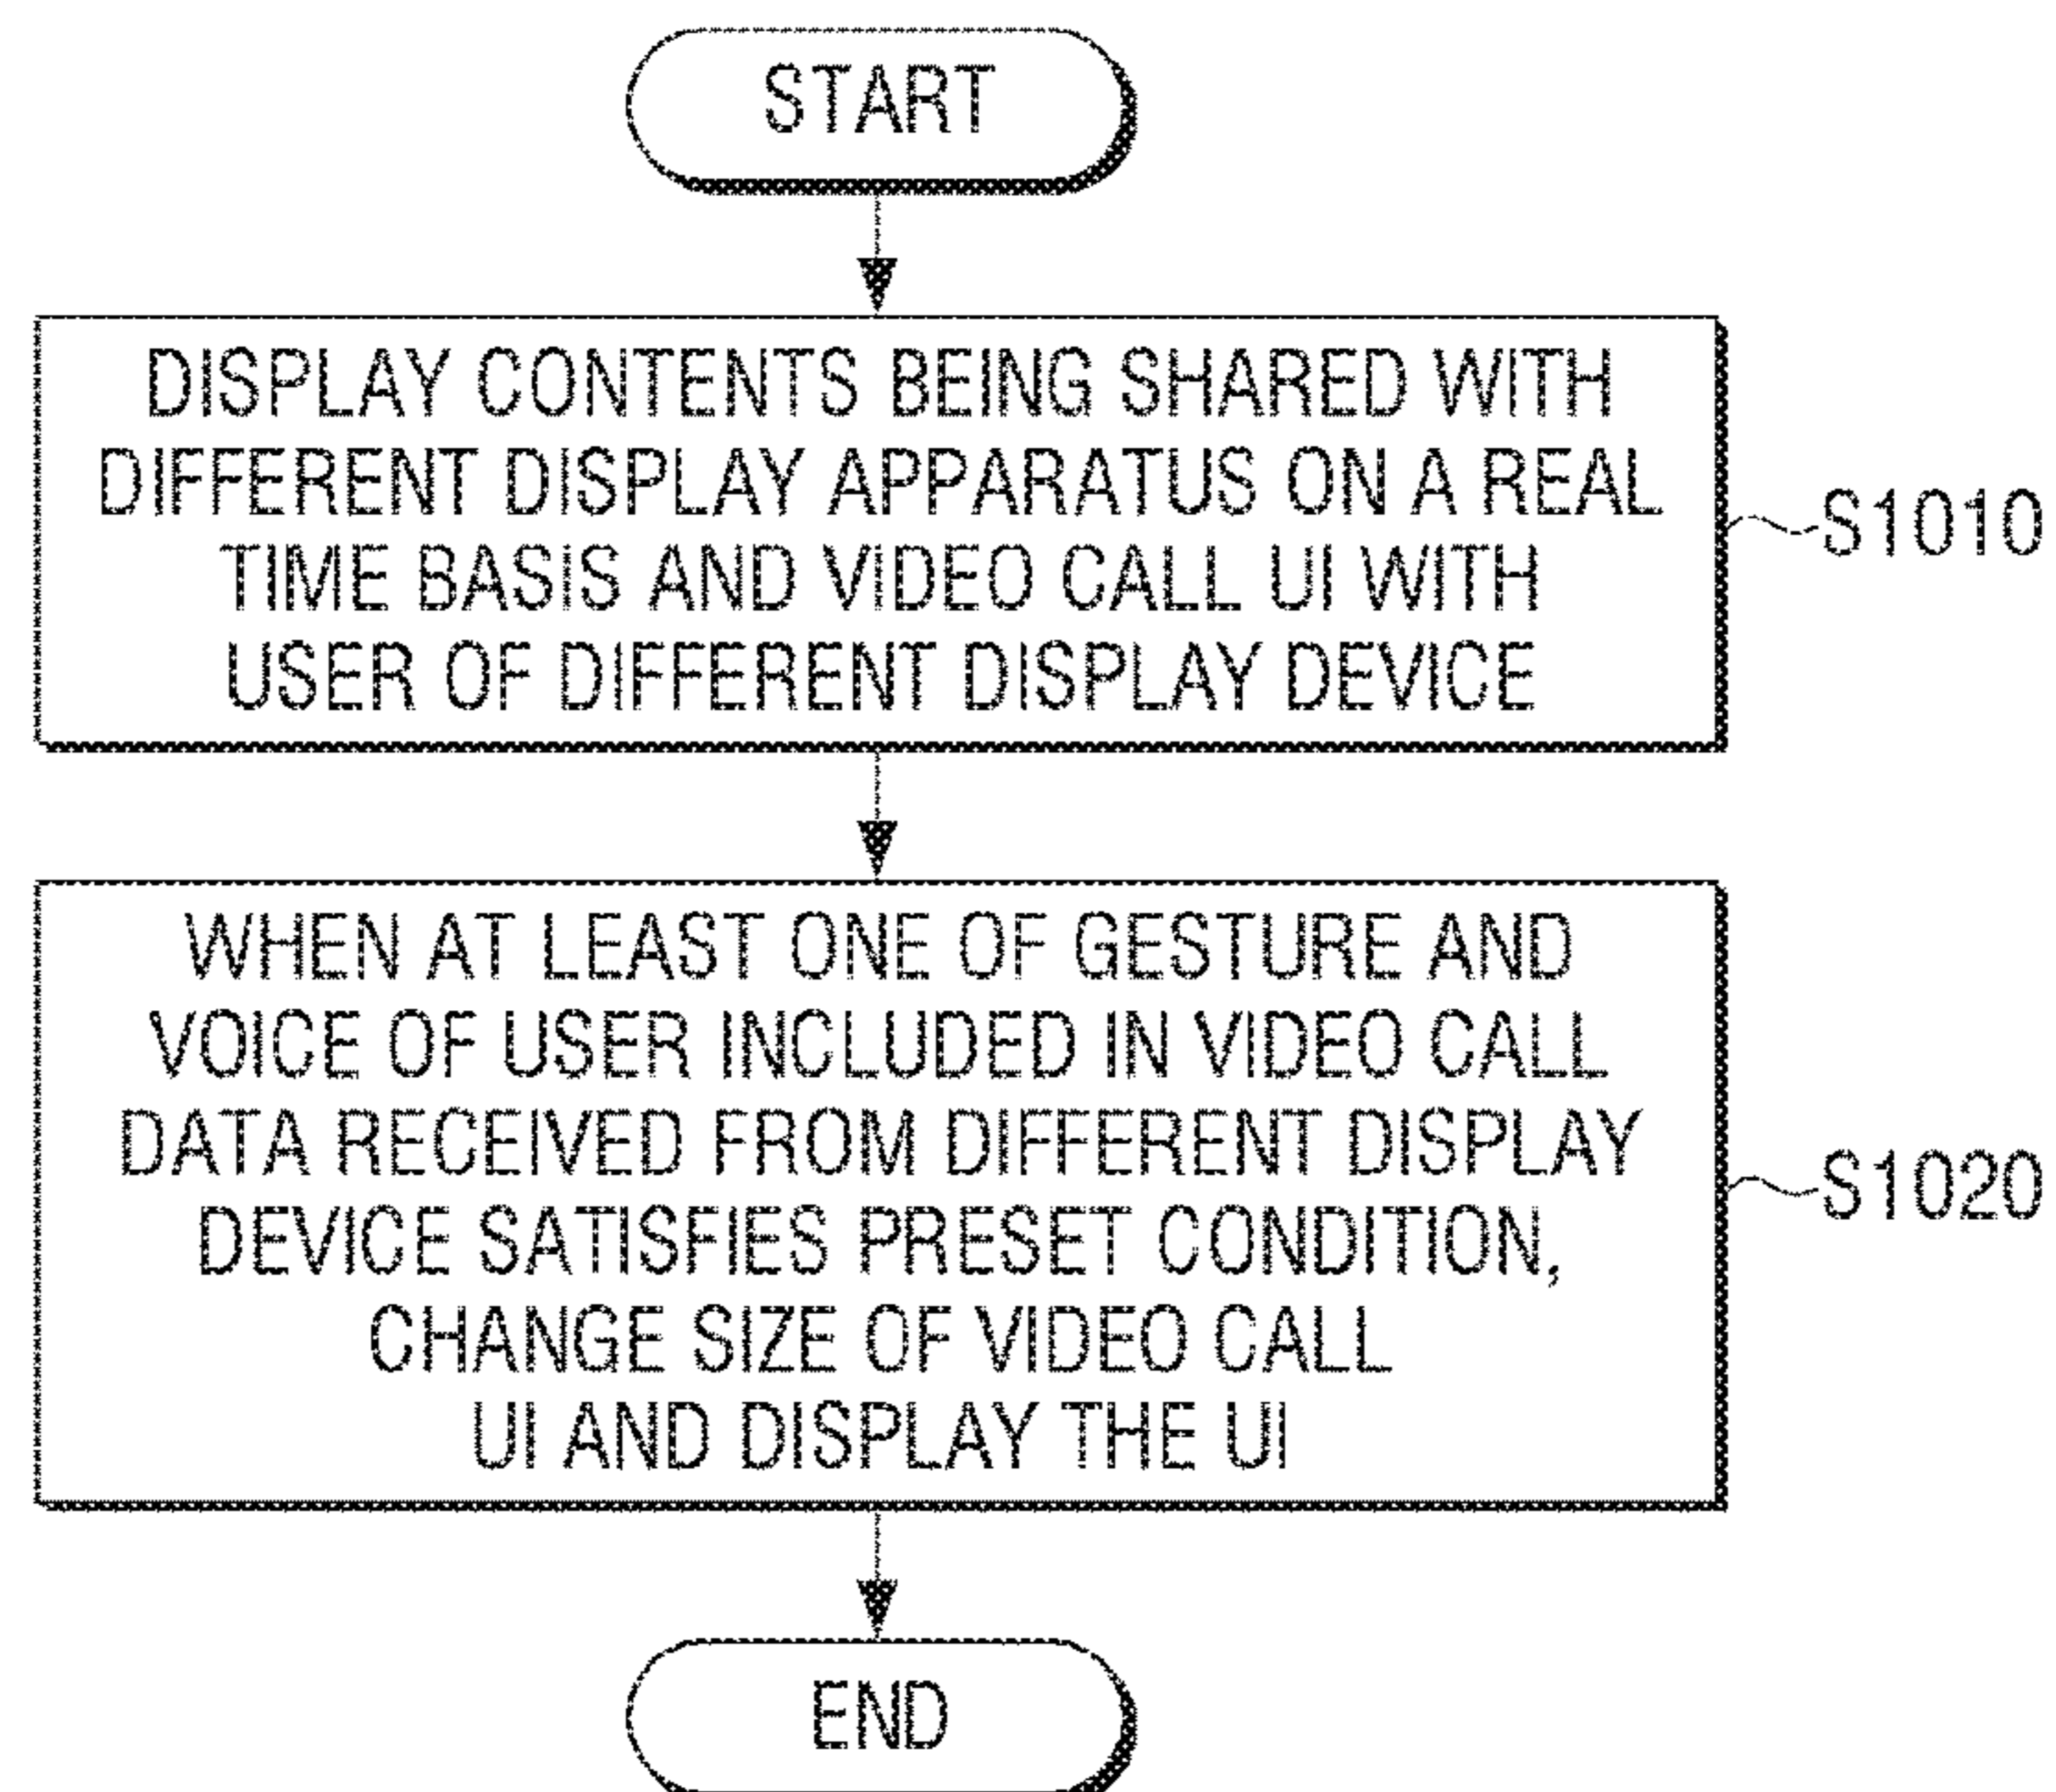 START
DISPLAY CONTENTS BEING SHARED WITH
DIFFERENT DISPLAY APPARATUS ON A REAL
TIME BASIS AND VIDEO CALL UI WITH
USER OF DIFFERENT DISPLAY DEVICE
S1010
WHEN AT LEAST ONE OF GESTURE AND
VOICE OF USER INCLUDED IN VIDEO CALL
DATA RECEIVED FROM DIFFERENT DISPLAY
DEVICE SATISFIES PRESET CONDITION,
CHANGE SIZE OF VIDEO CALL
UI AND DISPLAY THE UI
S1020
END